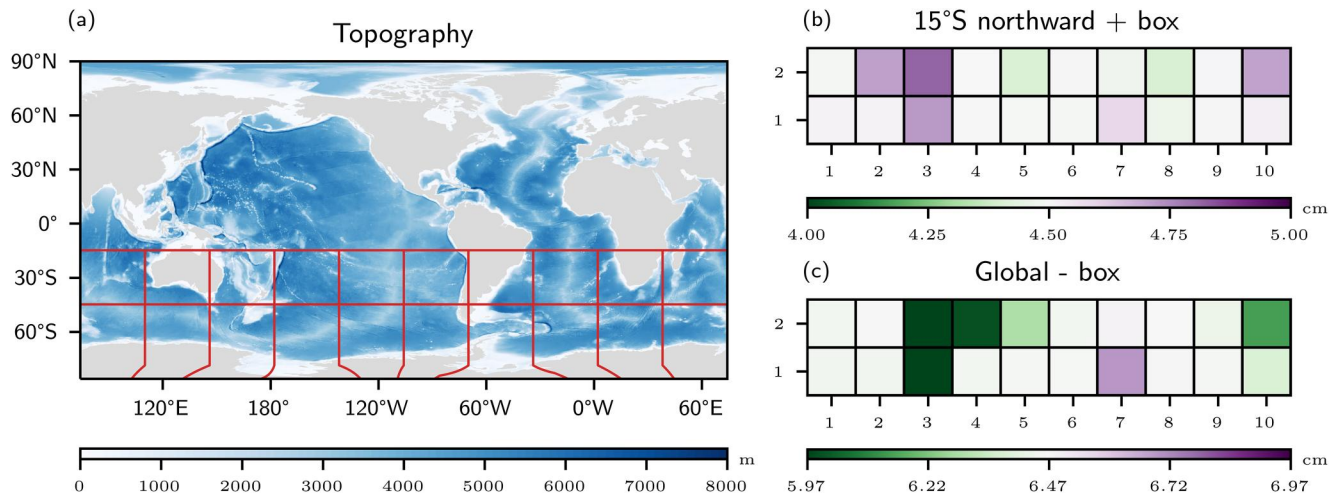 (a)
Topography
90°N
60°N
30°N
0°
30°S
60°S
120°E 180° 120°W 60°W 0°W 60°E
m
0 1000 2000 3000 4000 5000 6000 7000 8000
(b)
15°S northward + box
2
1
1 2 3 4 5 6 7 8 9 10
cm
4.00 4.25 4.50 4.75 5.00
(c)
Global - box
2
1
1 2 3 4 5 6 7 8 9 10
cm
5.97 6.22 6.47 6.72 6.97